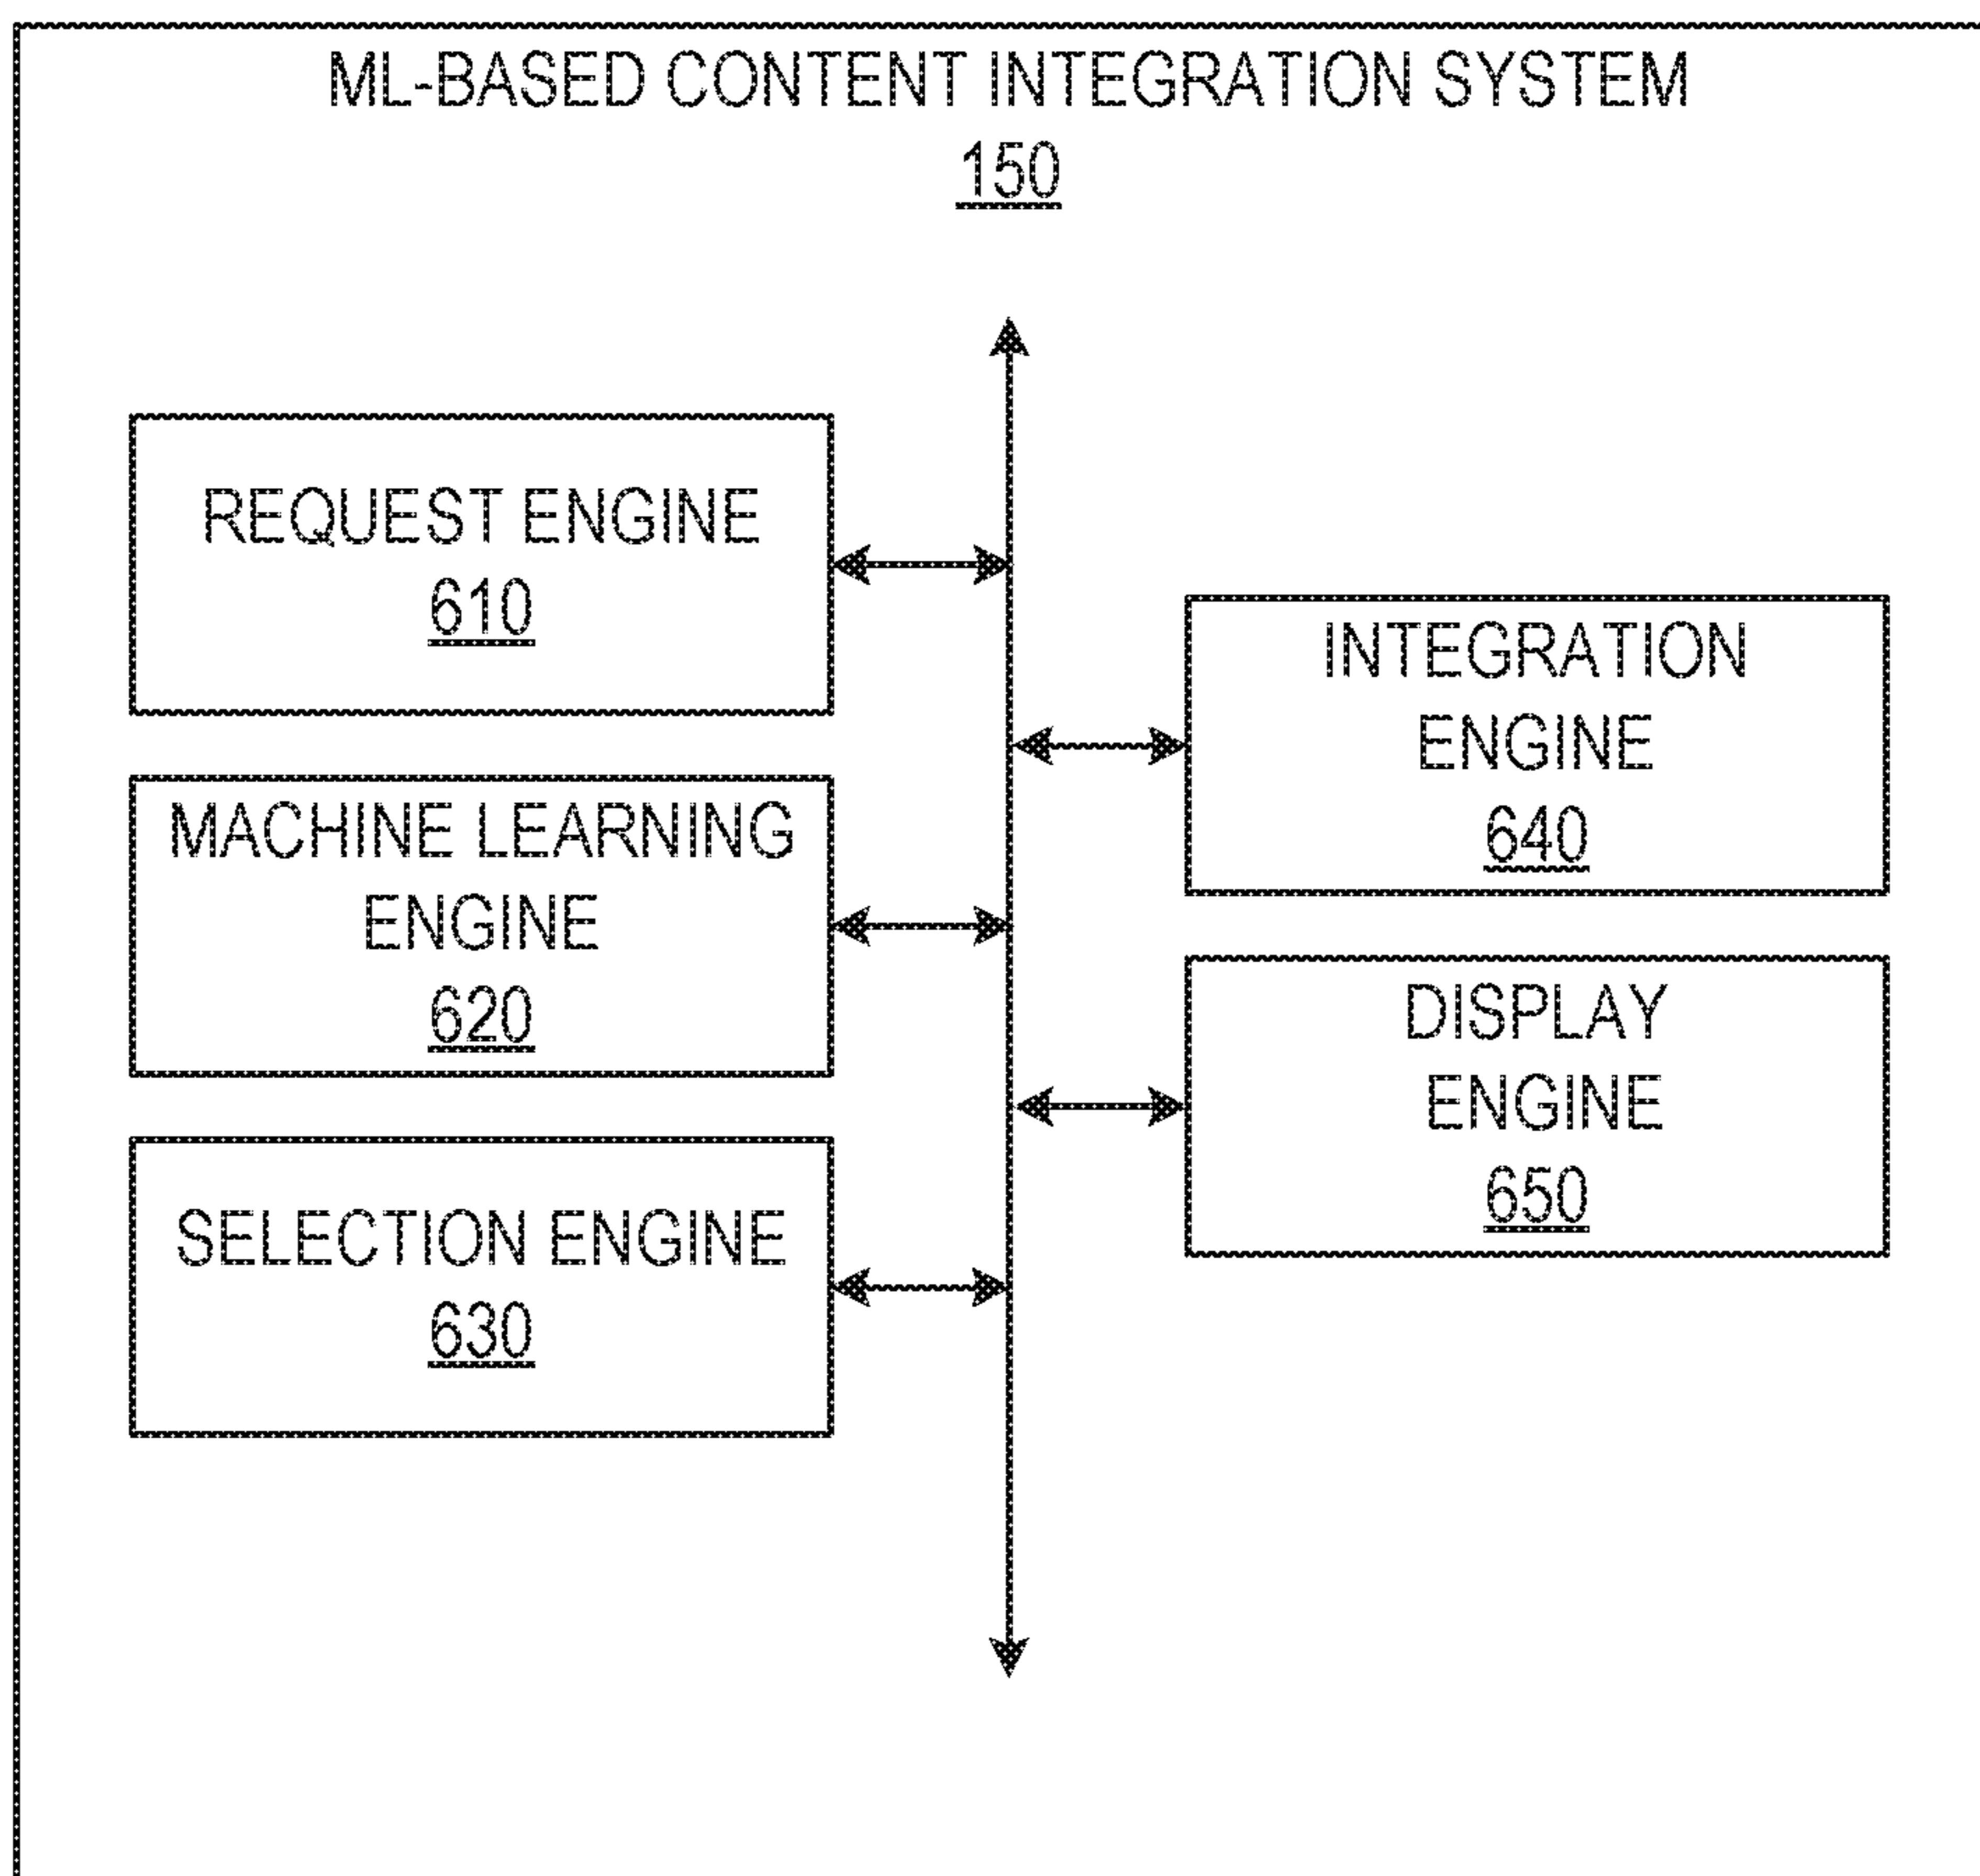 ML-BASED CONTENT INTEGRATION SYSTEM
150
REQUEST ENGINE
610
MACHINE LEARNING
ENGINE
620
SELECTION ENGINE
630
INTEGRATION
ENGINE
640
DISPLAY
ENGINE
650